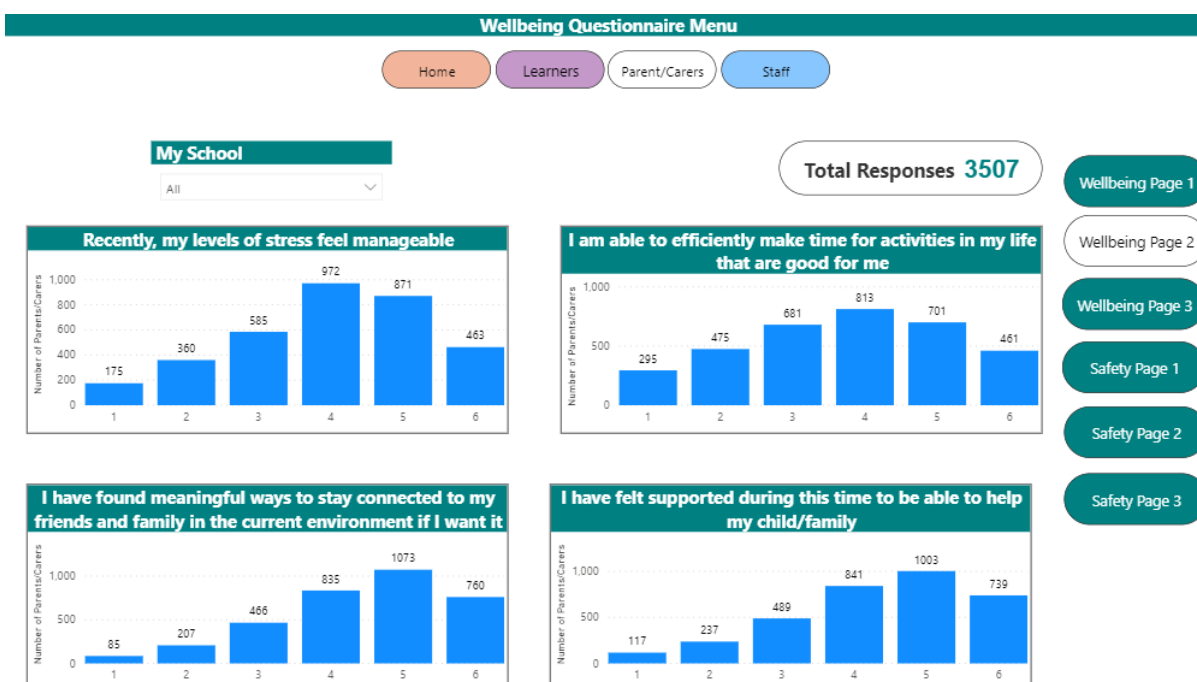 Wellbeing Questionnaire Menu
Home
Learners
Parent/Carers
Staff
My School
All
Total Responses 3507
Wellbeing Page 1
Wellbeing Page 2
Wellbeing Page 3
Safety Page 1
Safety Page 2
Safety Page 3
Recently, my levels of stress feel manageable
Number of Parents/Carers
1,000
800
600
400
200
0
175
360
585
972
871
463
1 2 3 4 5 6
I am able to efficiently make time for activities in my life
that are good for me
Number of Parents/Carers
1,000
500
0
295
475
681
813
701
461
1 2 3 4 5 6
I have found meaningful ways to stay connected to my
friends and family in the current environment if I want it
Number of Parents/Carers
1,000
500
0
85
207
466
835
1073
760
1 2 3 4 5 6
I have felt supported during this time to be able to help
my child/family
Number of Parents/Carers
1,000
500
0
117
237
489
841
1003
739
1 2 3 4 5 6